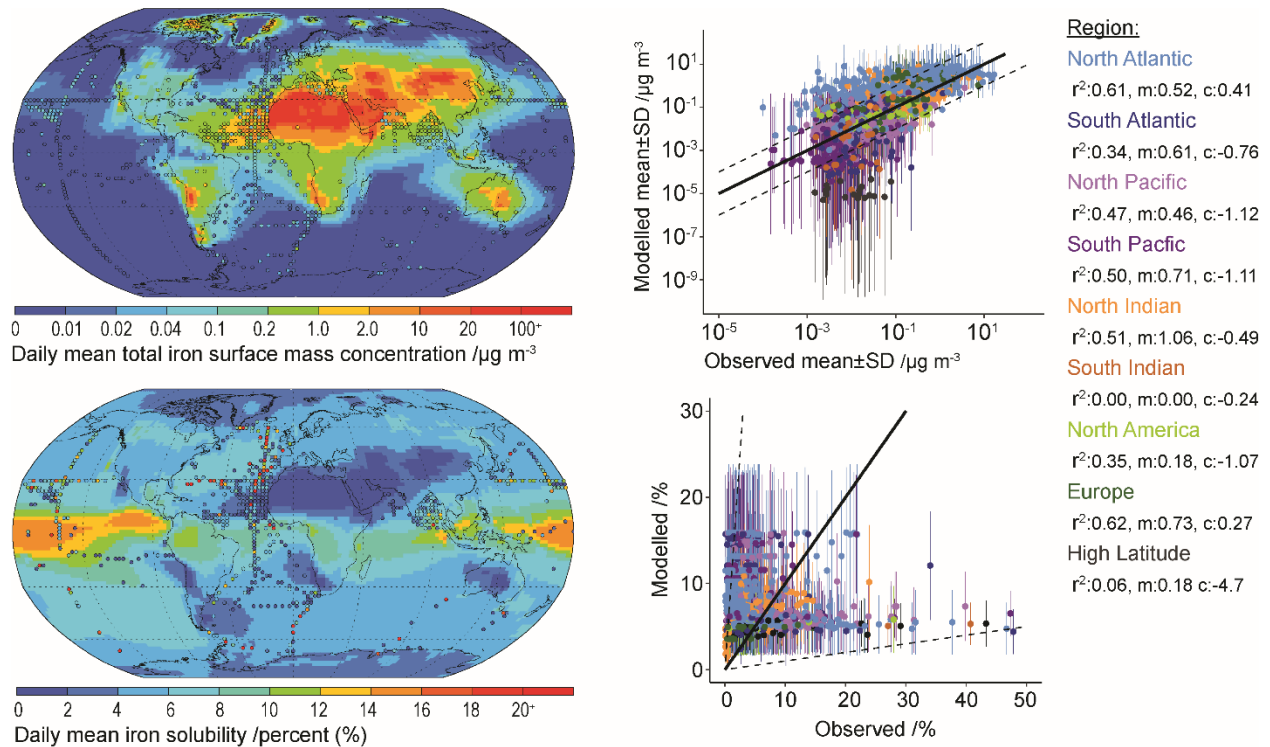 0 0.01 0.02 0.04 0.1 0.2 1.0 2.0 10 20 100⁺
Daily mean total iron surface mass concentration /µg m⁻³
0 2 4 6 8 10 12 14 16 18 20⁺
Daily mean iron solubility /percent (%)
Modelled mean±SD /µg m⁻³
10¹
10⁻¹
10⁻³
10⁻⁵
10⁻⁷
10⁻⁹
10⁻⁵ 10⁻³ 10⁻¹ 10¹
Observed mean±SD /µg m⁻³
Modelled /%
30
20
10
0
0 10 20 30 40 50
Observed /%
Region:
North Atlantic
r²:0.61, m:0.52, c:0.41
South Atlantic
r²:0.34, m:0.61, c:-0.76
North Pacific
r²:0.47, m:0.46, c:-1.12
South Pacfic
r²:0.50, m:0.71, c:-1.11
North Indian
r²:0.51, m:1.06, c:-0.49
South Indian
r²:0.00, m:0.00, c:-0.24
North America
r²:0.35, m:0.18, c:-1.07
Europe
r²:0.62, m:0.73, c:0.27
High Latitude
r²:0.06, m:0.18 c:-4.7